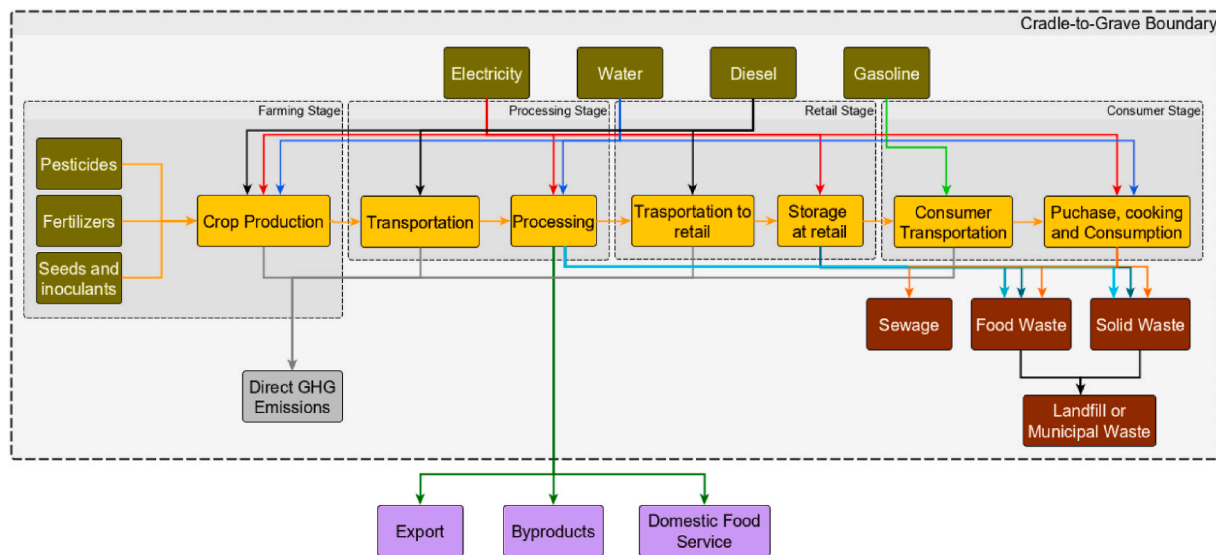 Cradle-to-Grave Boundary
Electricity
Water
Diesel
Gasoline
Farming Stage
Processing Stage
Retail Stage
Consumer Stage
Pesticides
Fertilizers
Seeds and
inoculants
Crop Production
Transportation
Processing
Trasportation to
retail
Storage
at retail
Consumer
Transportation
Puchase, cooking
and Consumption
Sewage
Food Waste
Solid Waste
Direct GHG
Emissions
Landfill or
Municipal Waste
Export
Byproducts
Domestic Food
Service